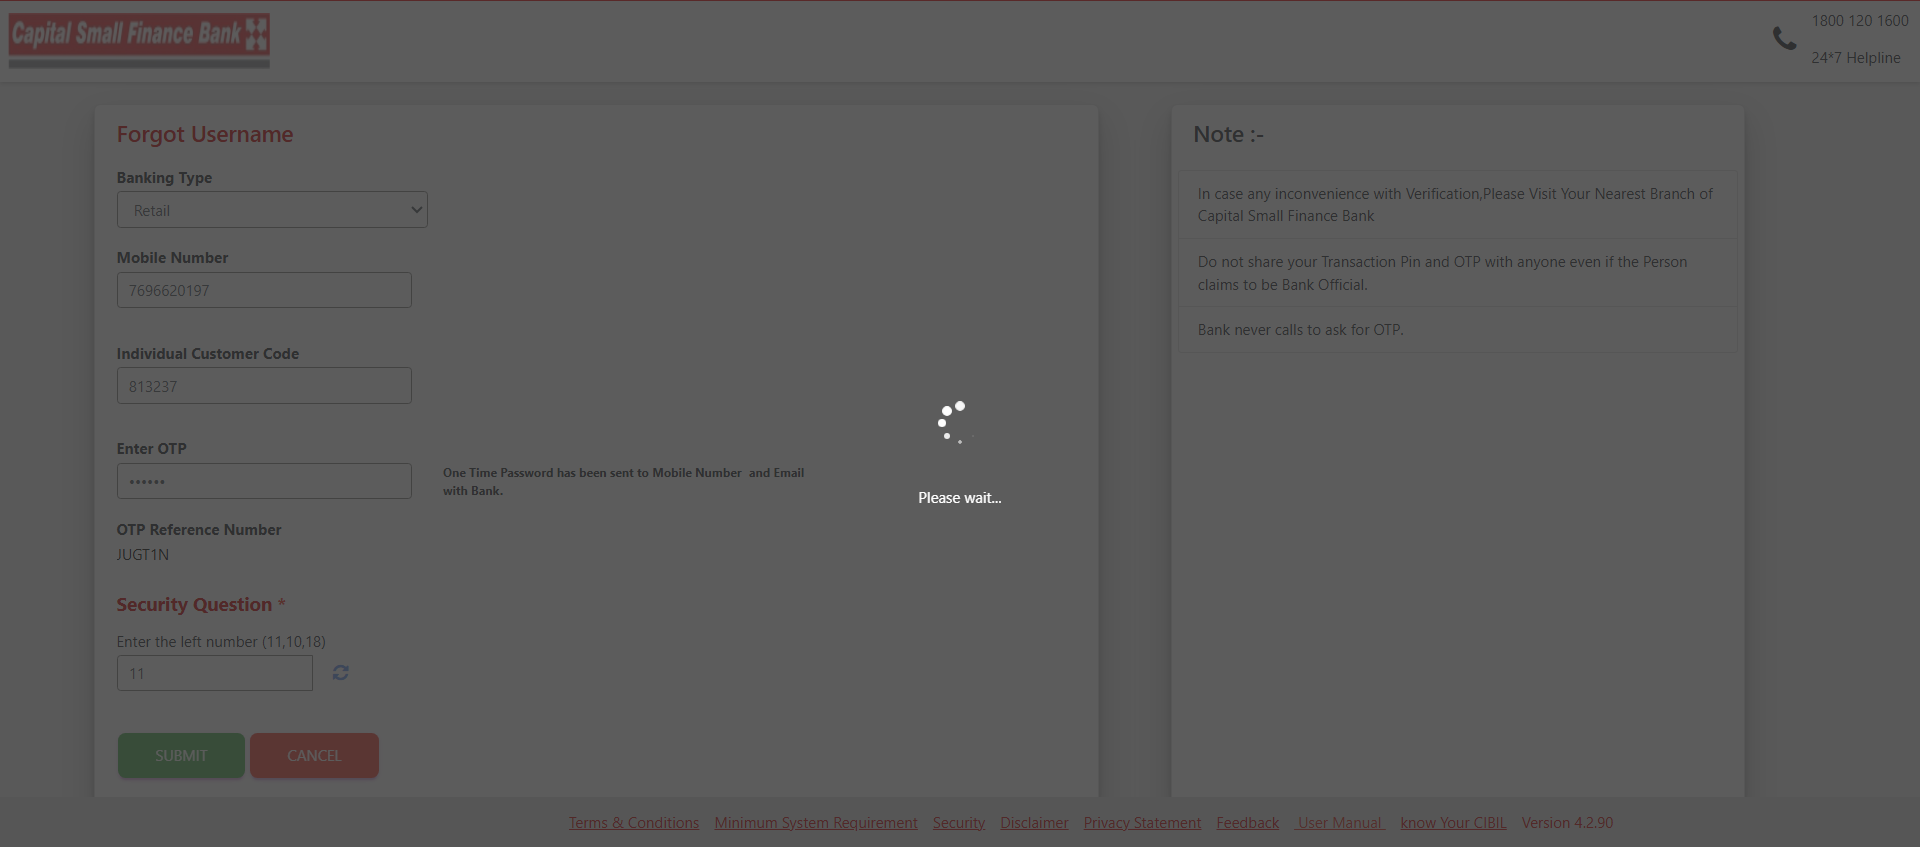 Capital Small Finance Bank
1800 120 1600
24*7 Helpline
Forgot Username
Banking Type
Retail
Mobile Number
7696620197
Individual Customer Code
813237
Enter OTP
••••••
One Time Password has been sent to Mobile Number and Email
with Bank.
OTP Reference Number
JUGT1N
Security Question *
Enter the left number (11,10,18)
11
SUBMIT CANCEL
Note :-
In case any inconvenience with Verification,Please Visit Your Nearest Branch of
Capital Small Finance Bank
Do not share your Transaction Pin and OTP with anyone even if the Person
claims to be Bank Official.
Bank never calls to ask for OTP.
Please wait...
Terms & Conditions Minimum System Requirement Security Disclaimer Privacy Statement Feedback User Manual know Your CIBIL Version 4.2.90